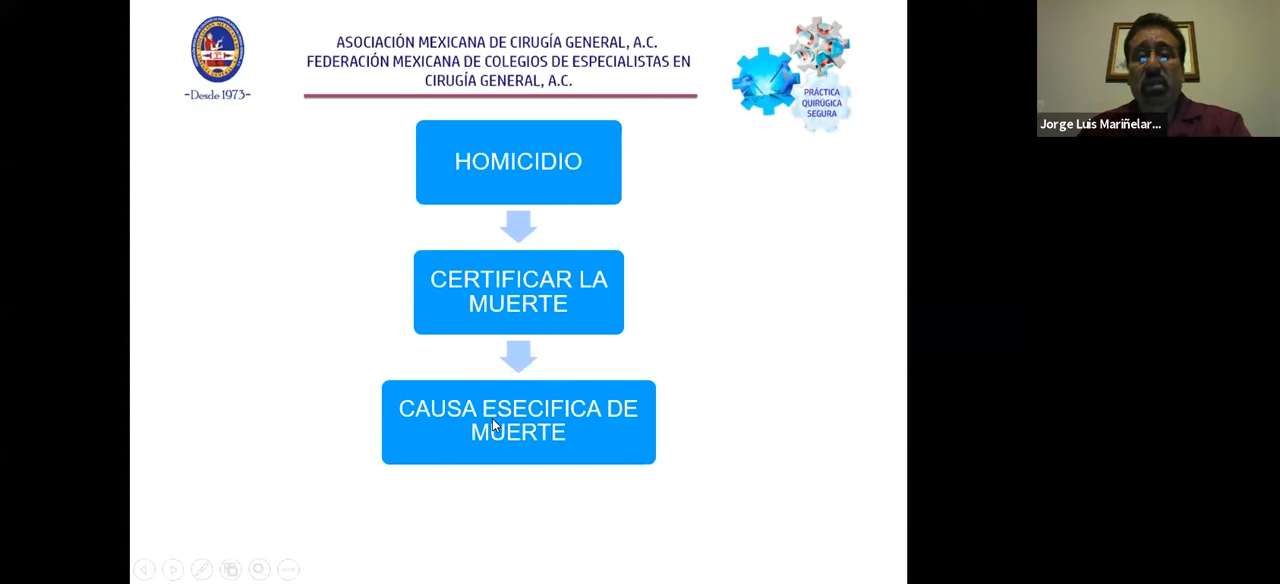 ASOCIACIÓN MEXICANA DE CIRUGÍA GENERAL, A.C.
FEDERACIÓN MEXICANA DE COLEGIOS DE ESPECIALISTAS EN
CIRUGÍA GENERAL, A.C.
-Desde 1973-
PRÁCTICA
QUIRÚGICA
SEGURA
Jorge Luis Mariñelar...
HOMICIDIO
CERTIFICAR LA
MUERTE
CAUSA ESECIFICA DE
MUERTE